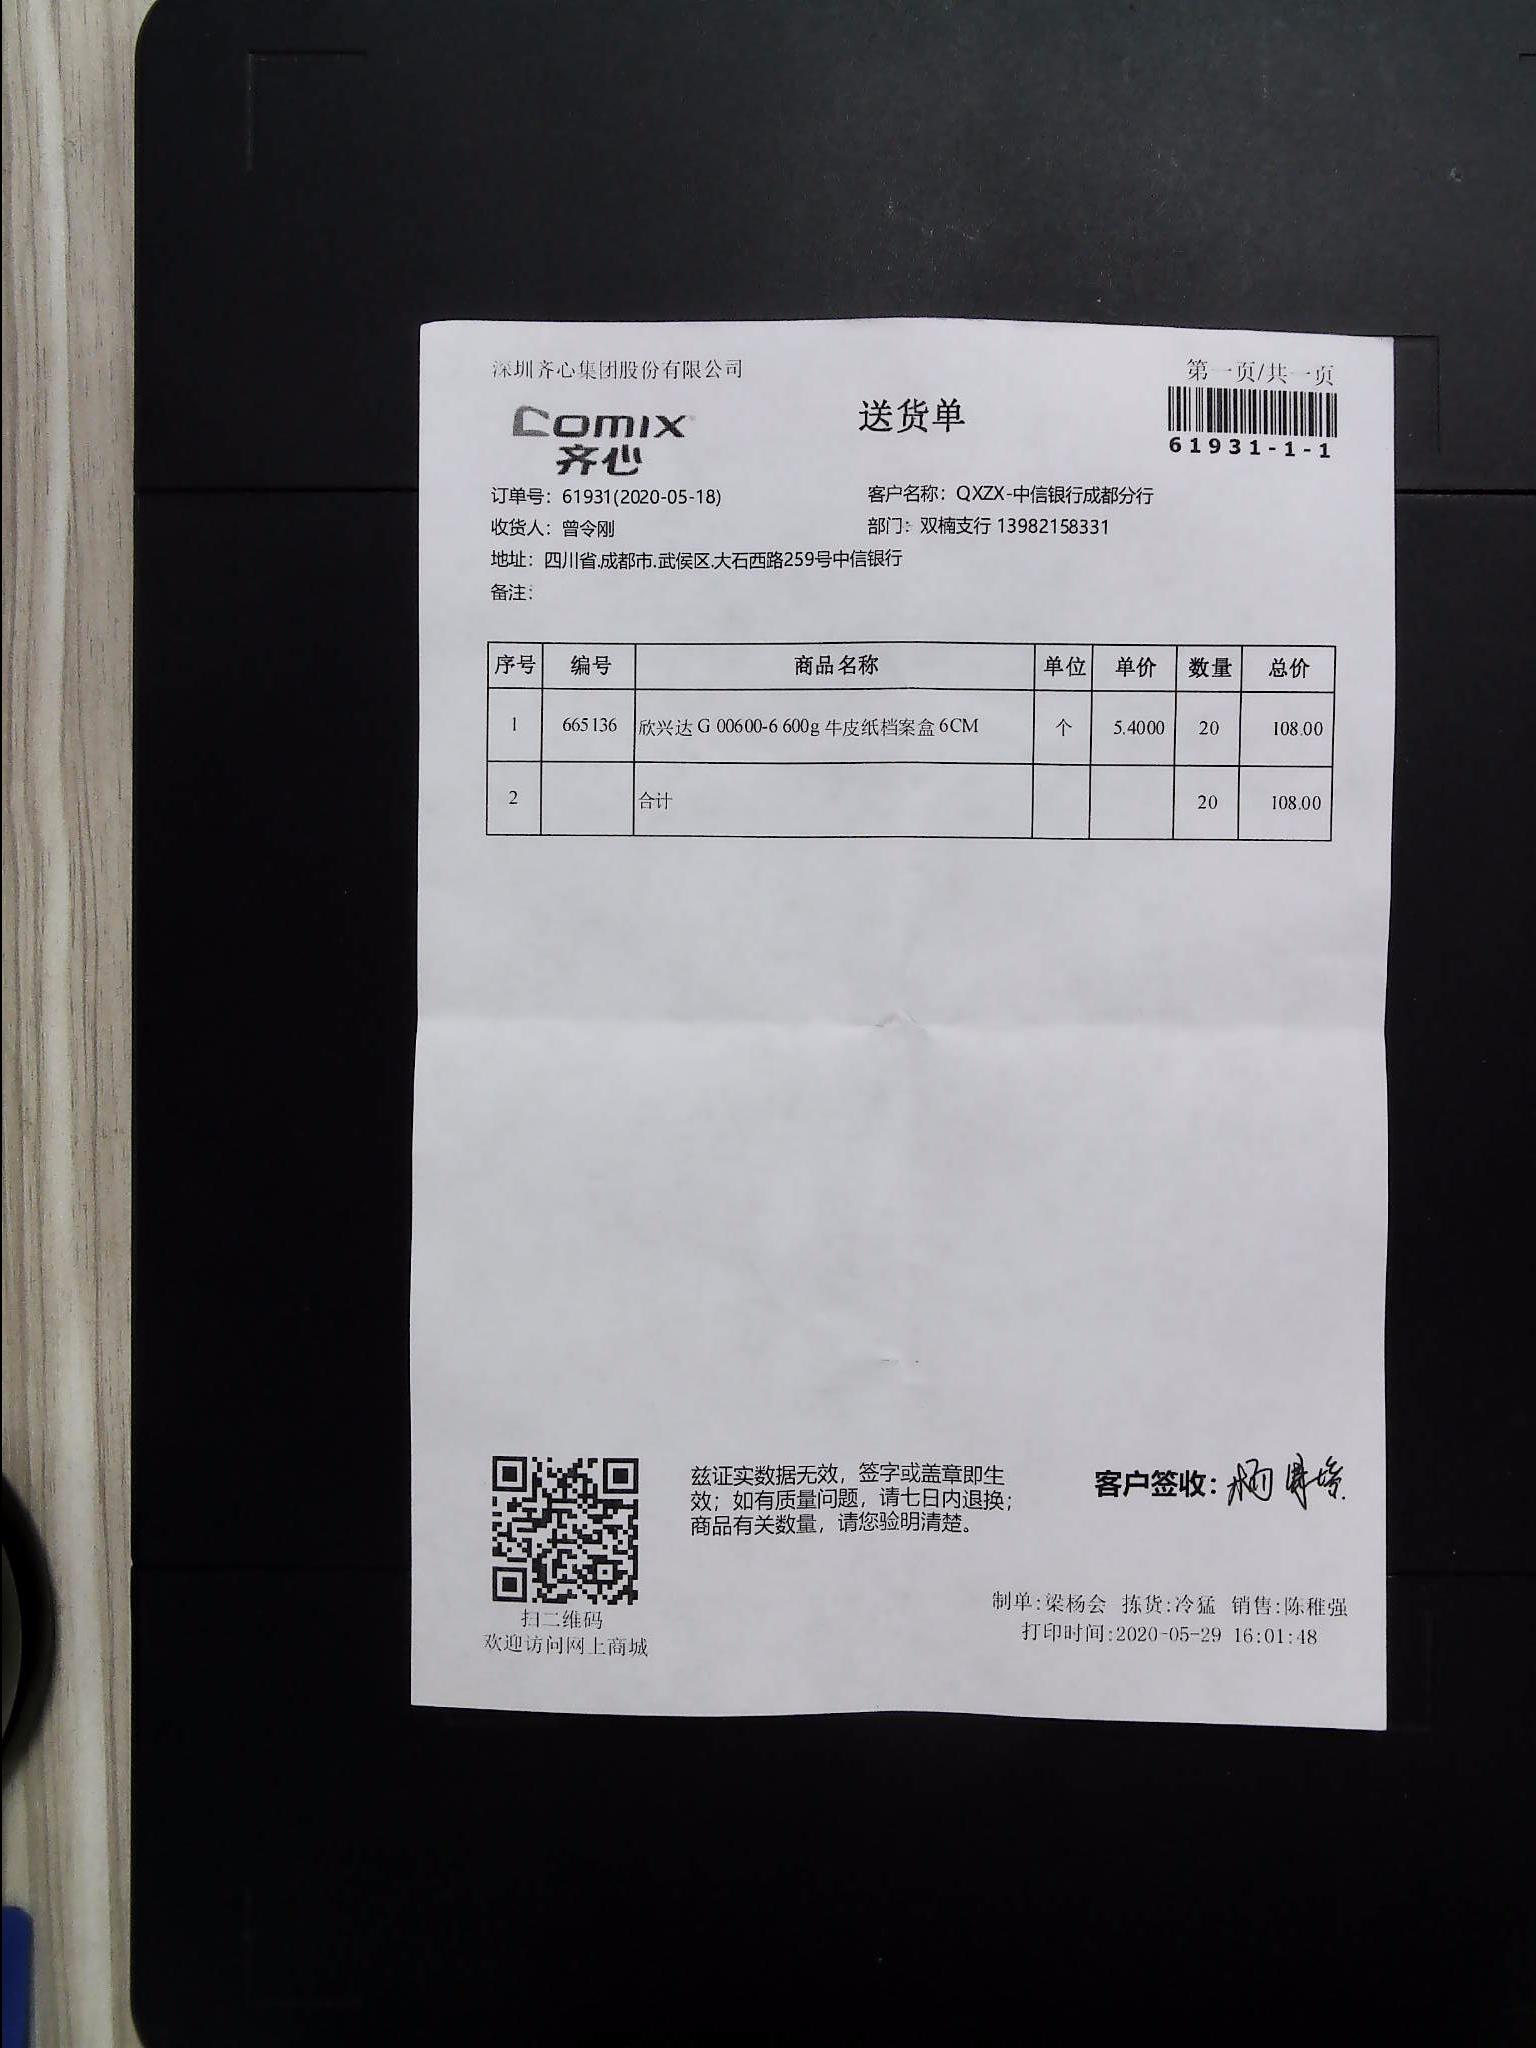 深圳齐心集团股份有限公司
第一页/共一页
comix
齐心
送货单
61931-1-1
订单号：61931(2020-05-18)
客户名称：QXZX-中信银行成都分行
收货人：曾令刚
部门：双楠支行 13982158331
地址：四川省.成都市.武侯区.大石西路259号中信银行
备注：
序号 编号 商品名称 单位 单价 数量 总价
1 665136 欣兴达 G 00600-6 600g 牛皮纸档案盒 6CM 个 5.4000 20 108.00
2 合计 20 108.00
兹证实数据无效，签字或盖章即生
效；如有质量问题，请七日内退换；
商品有关数量，请您验明清楚。
客户签收：
扫二维码
欢迎访问网上商城
制单:梁杨会 拣货:冷猛 销售:陈稚强
打印时间:2020-05-29 16:01:48